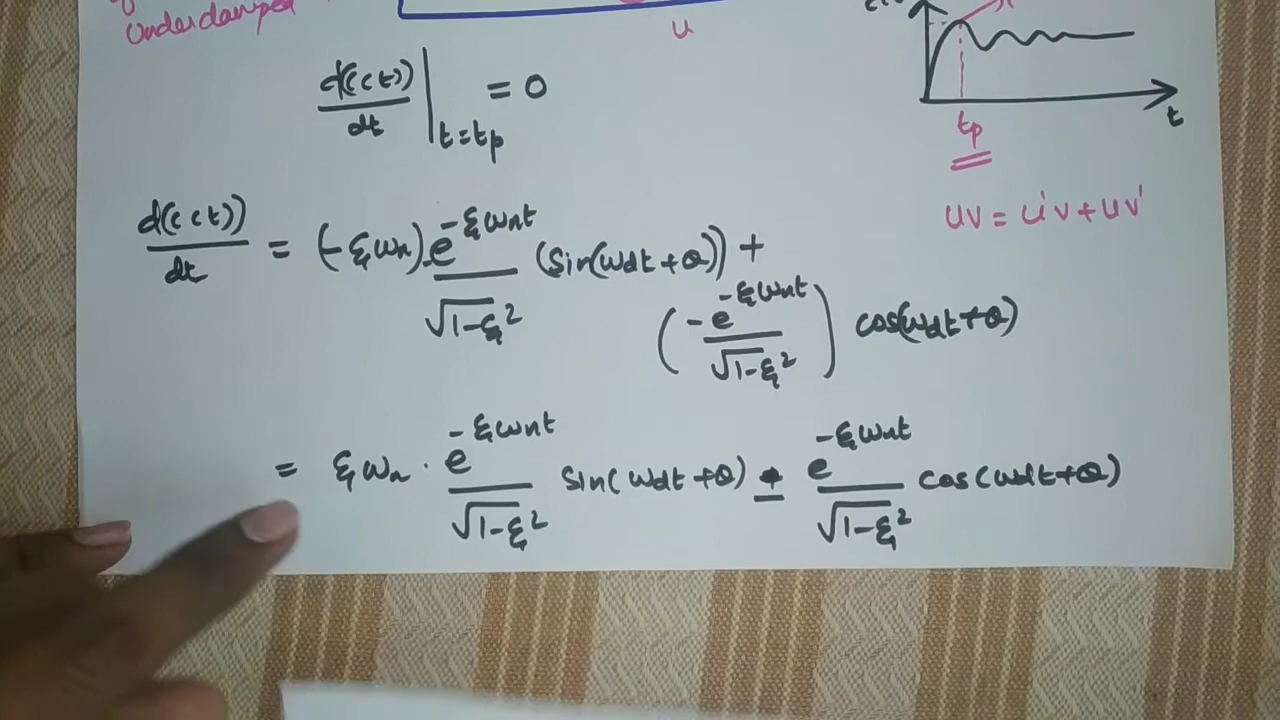 Underdamped
u
d(c(t))/dt |t=tp = 0
tp
t
uv = u'v + uv'
d(c(t))/dt = (-ξωn).-e^-ξωnt/√1-ξ² (sin(ωdt+θ)) +
(-e^-ξωnt/√1-ξ²) cos(ωdt+θ)
= ξωn . e^-ξωnt/√1-ξ² sin(ωdt+θ) - e^-ξωnt/√1-ξ² cos(ωdt+θ)